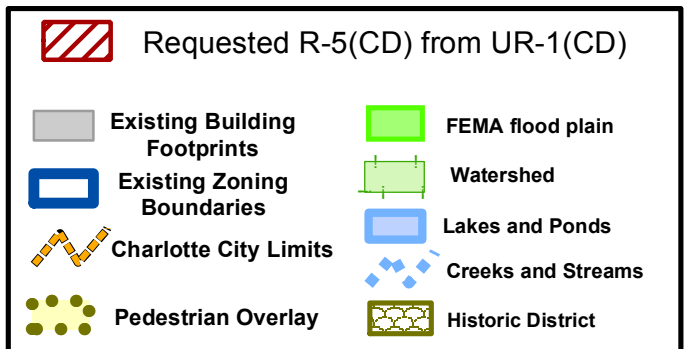 Requested R-5(CD) from UR-1(CD)
Existing Building
Footprints
Existing Zoning
Boundaries
Charlotte City Limits
Pedestrian Overlay
FEMA flood plain
Watershed
Lakes and Ponds
Creeks and Streams
Historic District